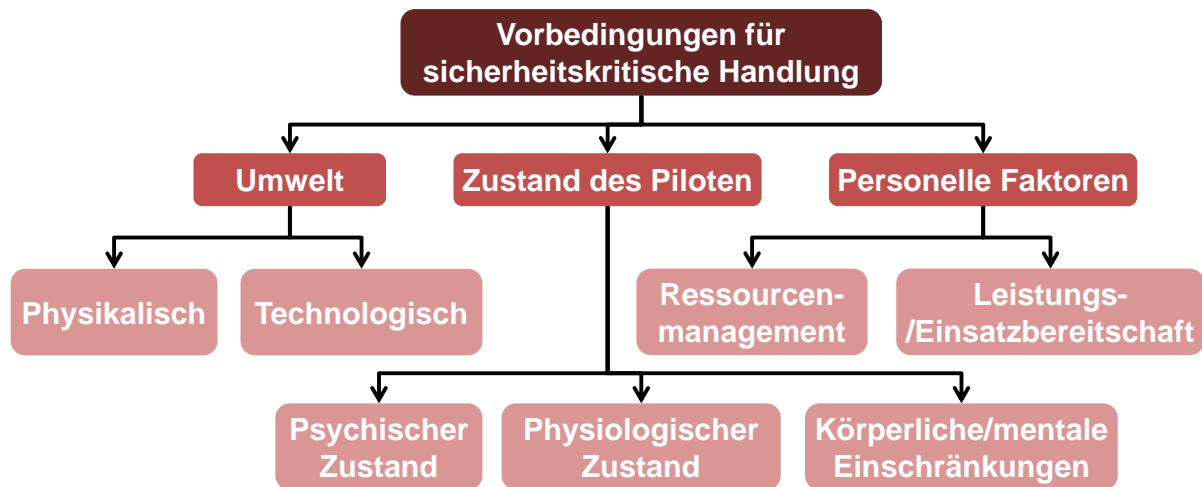 Vorbedingungen für
sicherheitskritische Handlung
Umwelt
Zustand des Piloten
Personelle Faktoren
Physikalisch
Technologisch
Ressourcen-
management
Leistungs-
/Einsatzbereitschaft
Psychischer
Zustand
Physiologischer
Zustand
Körperliche/mentale
Einschränkungen